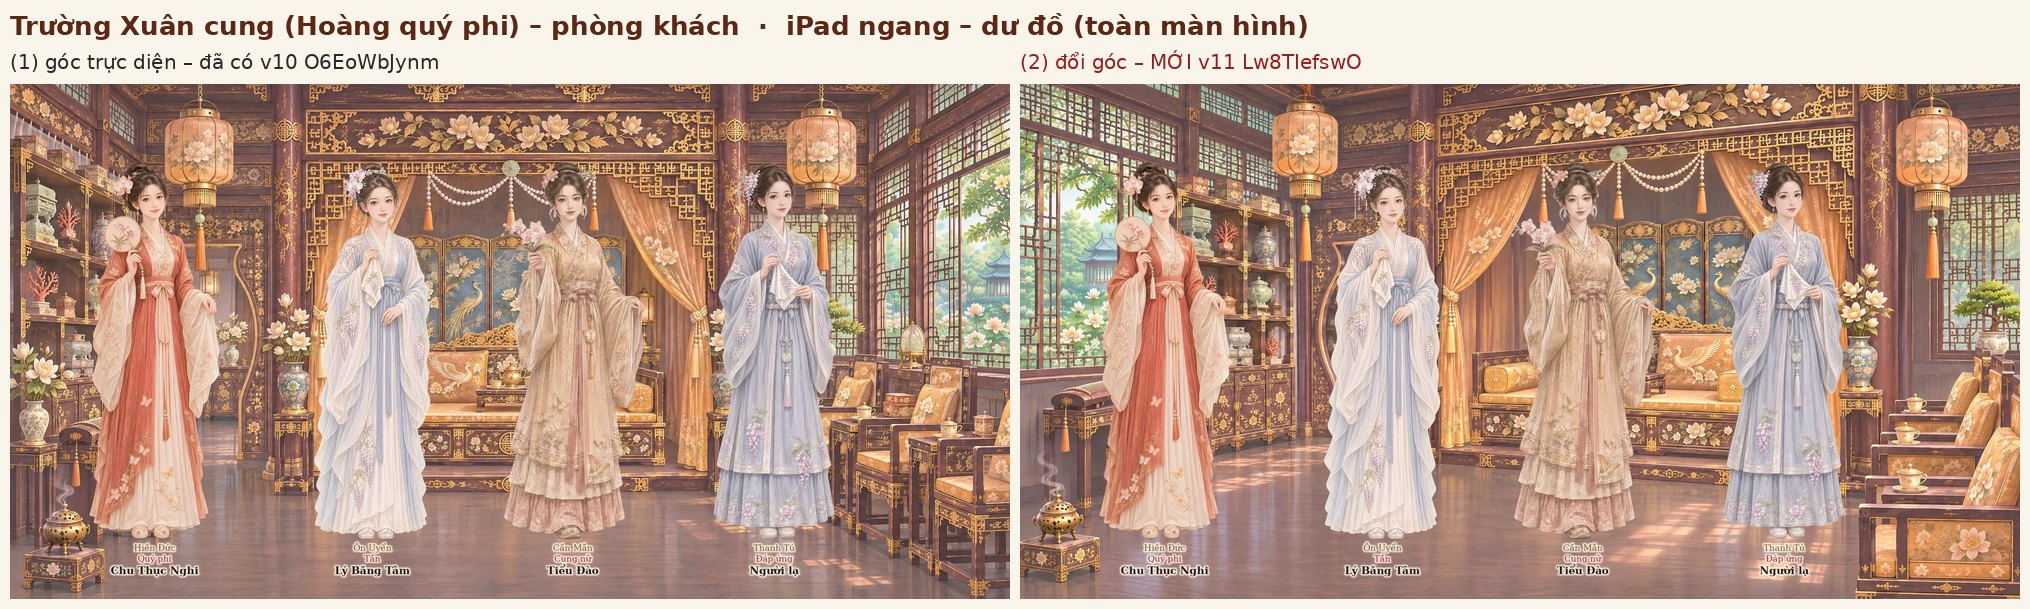 Trường Xuân cung (Hoàng quý phi) – phòng khách · iPad ngang – dư đồ (toàn màn hình)
(1) góc trực diện – đã có v10 O6EoWbJynm
(2) đổi góc – MỚI v11 Lw8TlefswO
Hiền Đức
Quý phi
Chu Thục Nghi
Ôn Uyển
Tần
Lý Băng Tâm
Cần Mẫn
Cung nữ
Tiểu Đào
Thanh Tú
Đáp ứng
Người lạ
Hiền Đức
Quý phi
Chu Thục Nghi
Ôn Uyển
Tần
Lý Băng Tâm
Cần Mẫn
Cung nữ
Tiểu Đào
Thanh Tú
Đáp ứng
Người lạ